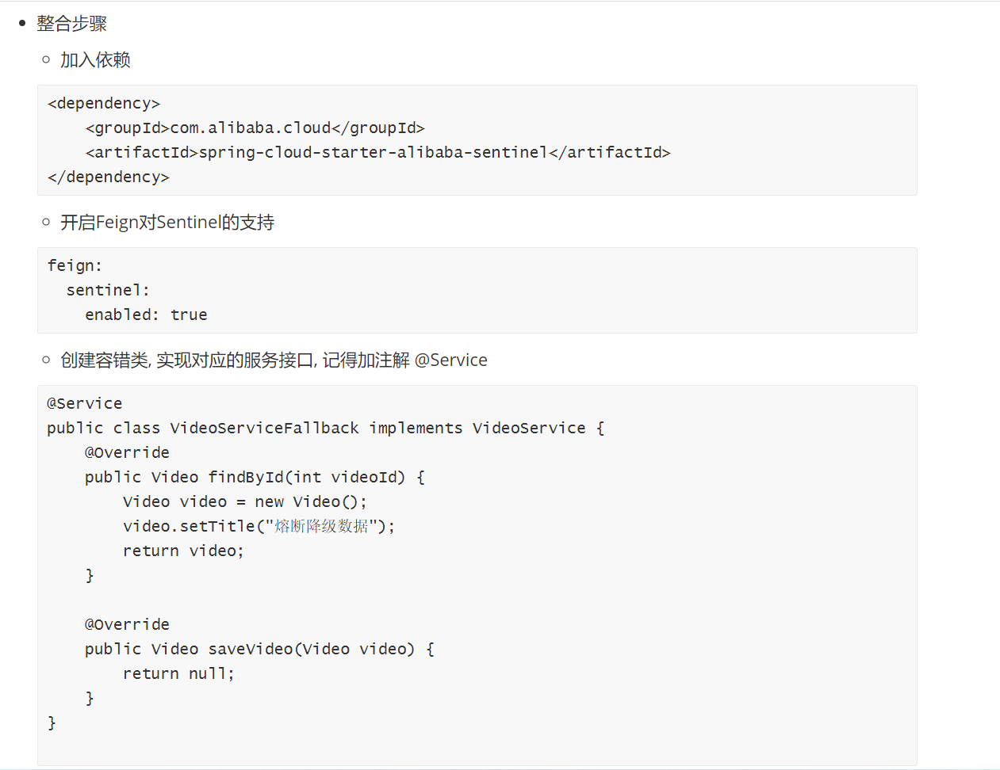 整合步骤
加入依赖
<dependency>
    <groupId>com.alibaba.cloud</groupId>
    <artifactId>spring-cloud-starter-alibaba-sentinel</artifactId>
</dependency>
开启Feign对Sentinel的支持
feign:
  sentinel:
    enabled: true
创建容错类, 实现对应的服务接口, 记得加注解 @Service
@Service
public class VideoServiceFallback implements VideoService {
    @Override
    public Video findById(int videoId) {
        Video video = new Video();
        video.setTitle("熔断降级数据");
        return video;
    }

    @Override
    public Video saveVideo(Video video) {
        return null;
    }
}